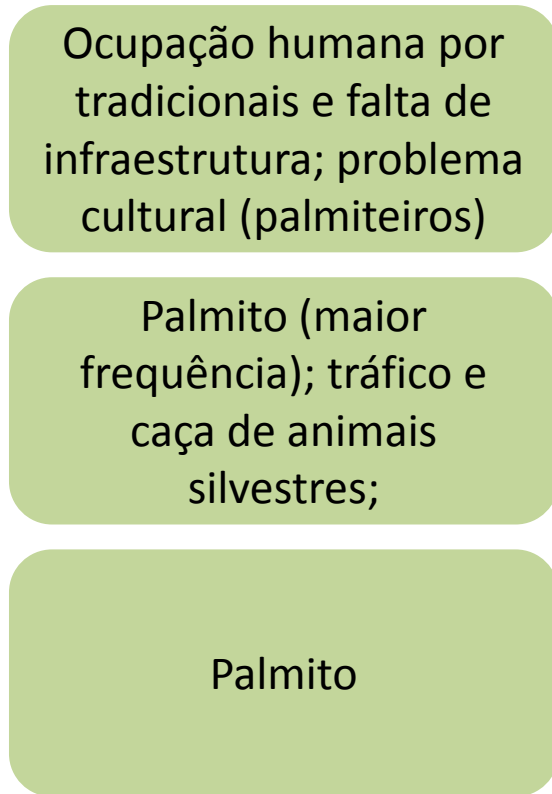 Ocupação humana por
tradicionais e falta de
infraestrutura; problema
cultural (palmiteiros)
Palmito (maior
frequência); tráfico e
caça de animais
silvestres;
Palmito